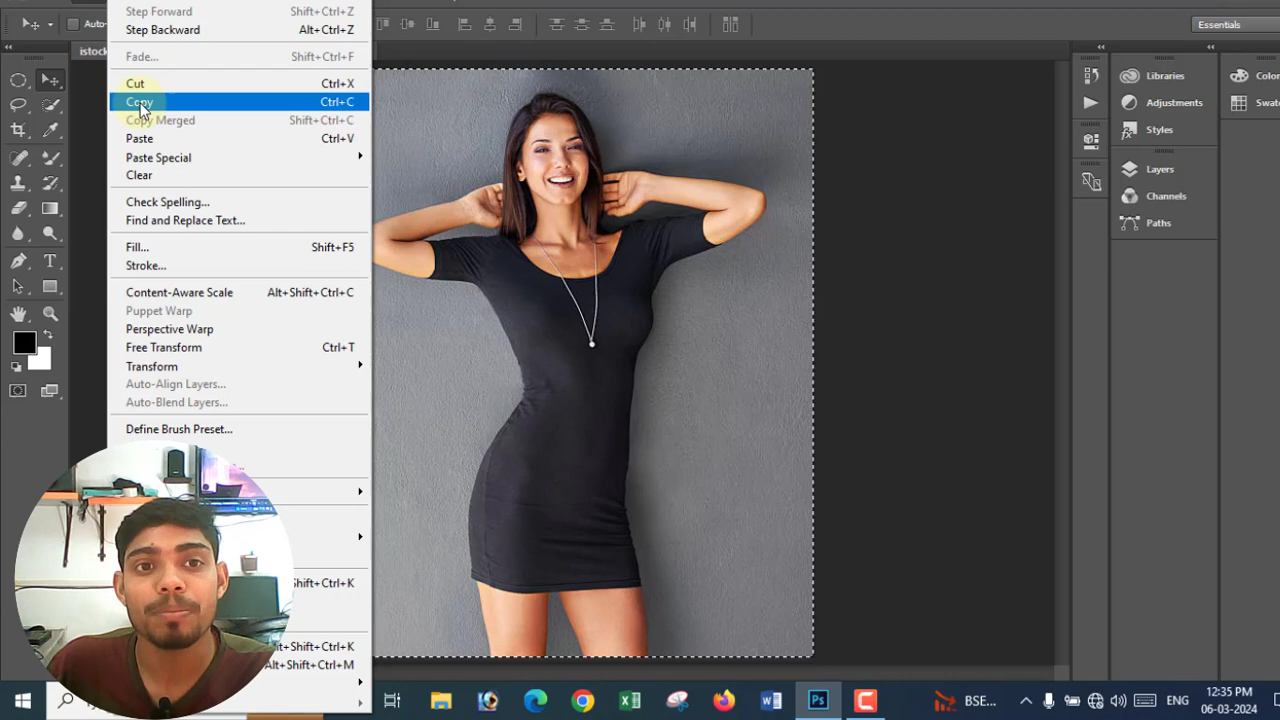 Step Forward Shift+Ctrl+Z
Step Backward Alt+Ctrl+Z
Auto-
Essentials
istock
Fade... Shift+Ctrl+F
Cut Ctrl+X
Copy Ctrl+C
Copy Merged Shift+Ctrl+C
Paste Ctrl+V
Paste Special
Clear
Check Spelling...
Find and Replace Text...
Fill... Shift+F5
Stroke...
Content-Aware Scale Alt+Shift+Ctrl+C
Puppet Warp
Perspective Warp
Free Transform Ctrl+T
Transform
Auto-Align Layers...
Auto-Blend Layers...
Define Brush Preset...
Shift+Ctrl+K
Shift+Ctrl+K
Alt+Shift+Ctrl+M
Libraries
Adjustments
Styles
Layers
Channels
Paths
Colo
Swatc
Ps
BSE...
ENG
12:35 PM
06-03-2024